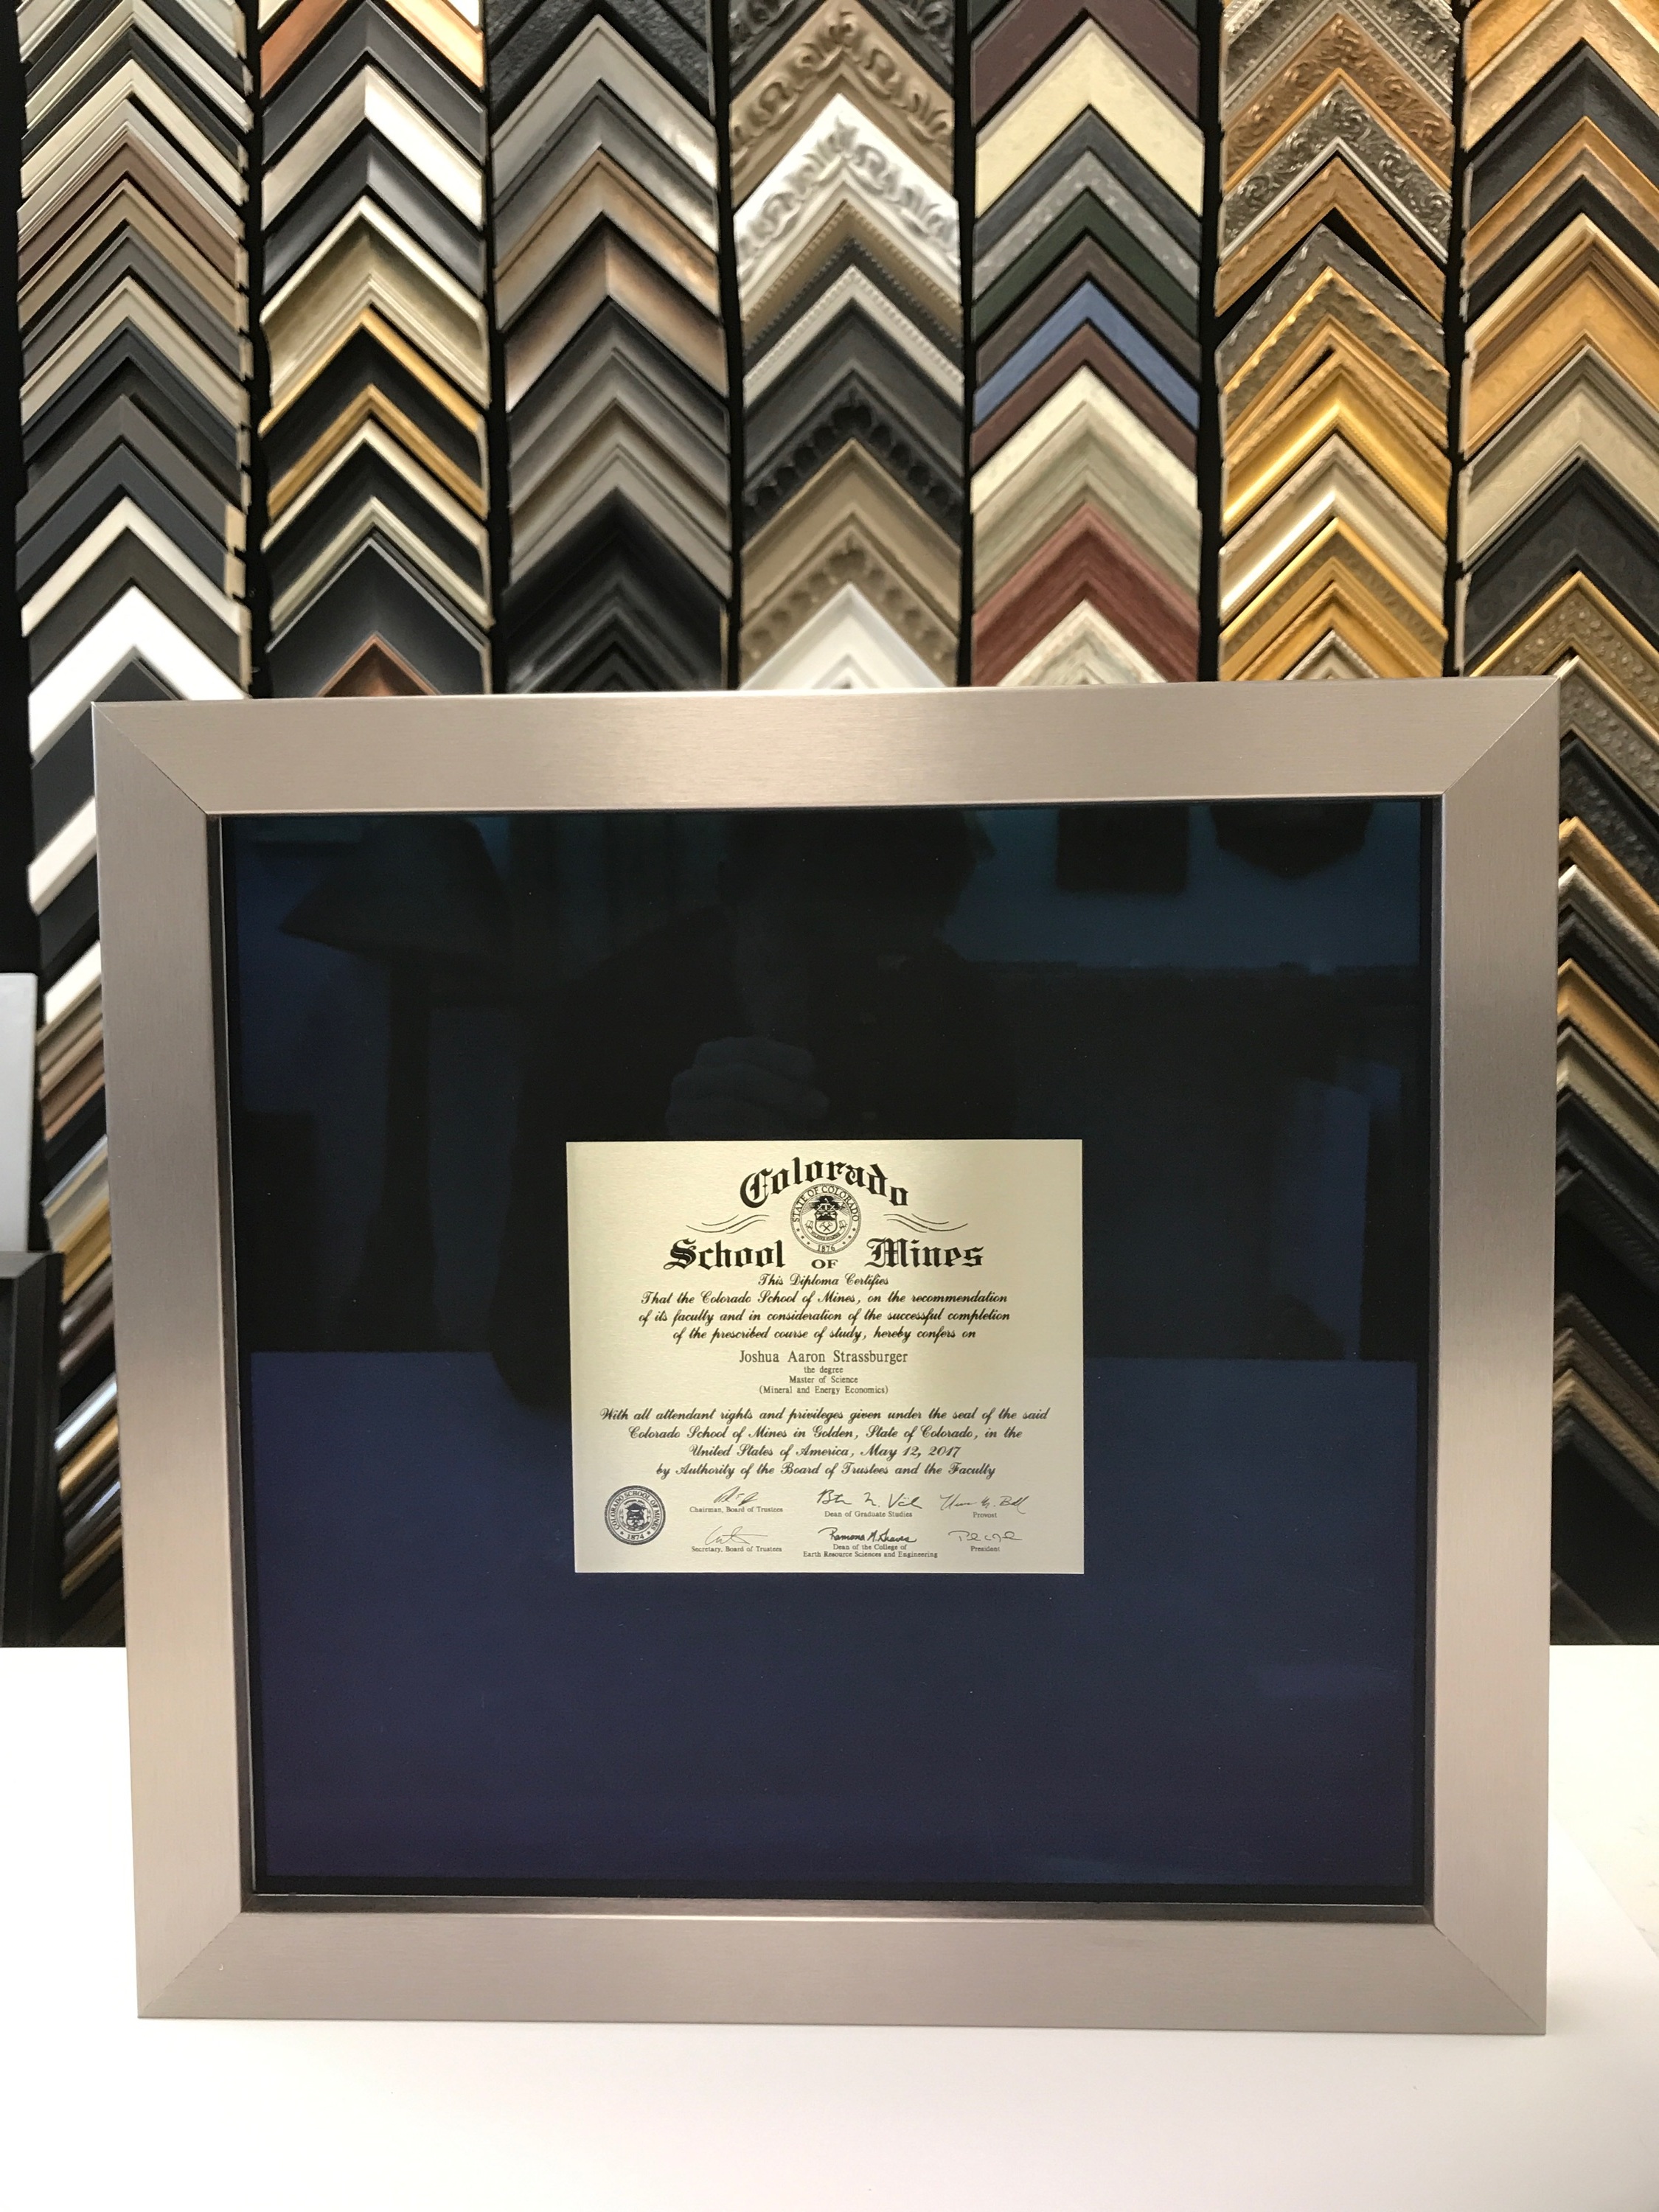 Colorado
STATE OF COLORADO
1876
School OF Mines
This Diploma Certifies
That the Colorado School of Mines, on the recommendation
of its faculty and in consideration of the successful completion
of the prescribed course of study, hereby confers on
Joshua Aaron Strassburger
the degree
Master of Science
(Mineral and Energy Economics)
With all attendant rights and privileges given under the seal of the said
Colorado School of Mines in Golden, State of Colorado, in the
United States of America, May 12, 2017
by Authority of the Board of Trustees and the Faculty
COLORADO SCHOOL OF MINES
1874
Chairman, Board of Trustees
Dean of Graduate Studies
Provost
Ramona M. Graves
Secretary, Board of Trustees
Dean of the College of
Earth Resource Sciences and Engineering
President